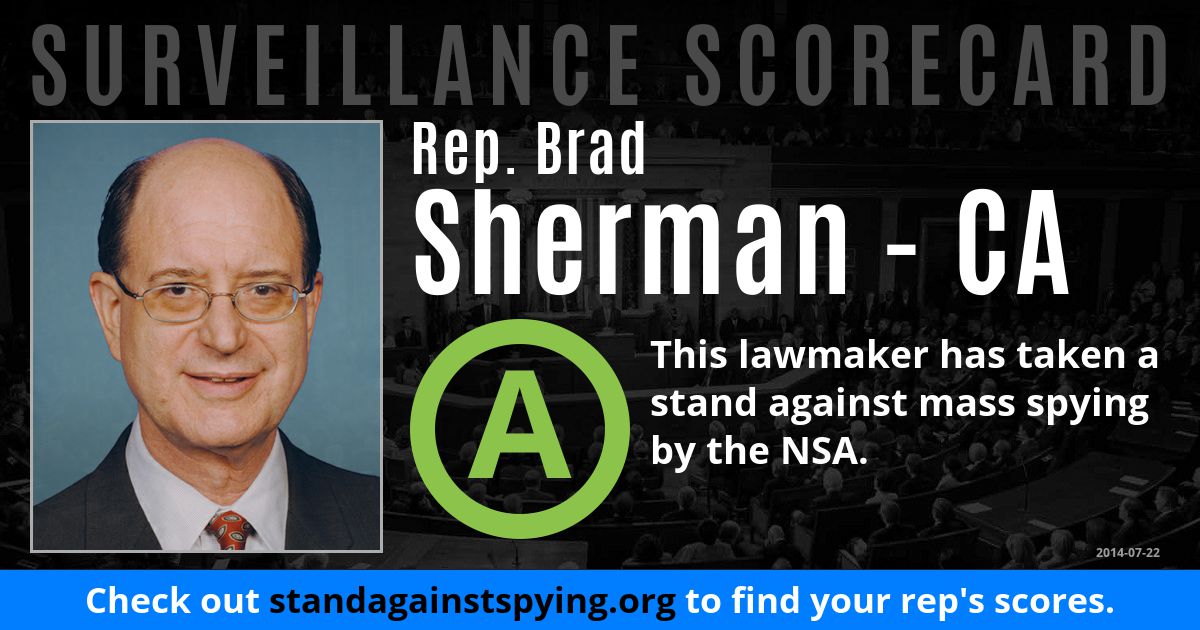 SURVEILLANCE SCORECARD
Rep. Brad
Sherman - CA
A
This lawmaker has taken a
stand against mass spying
by the NSA.
2014-07-22
Check out standagainstspying.org to find your rep's scores.